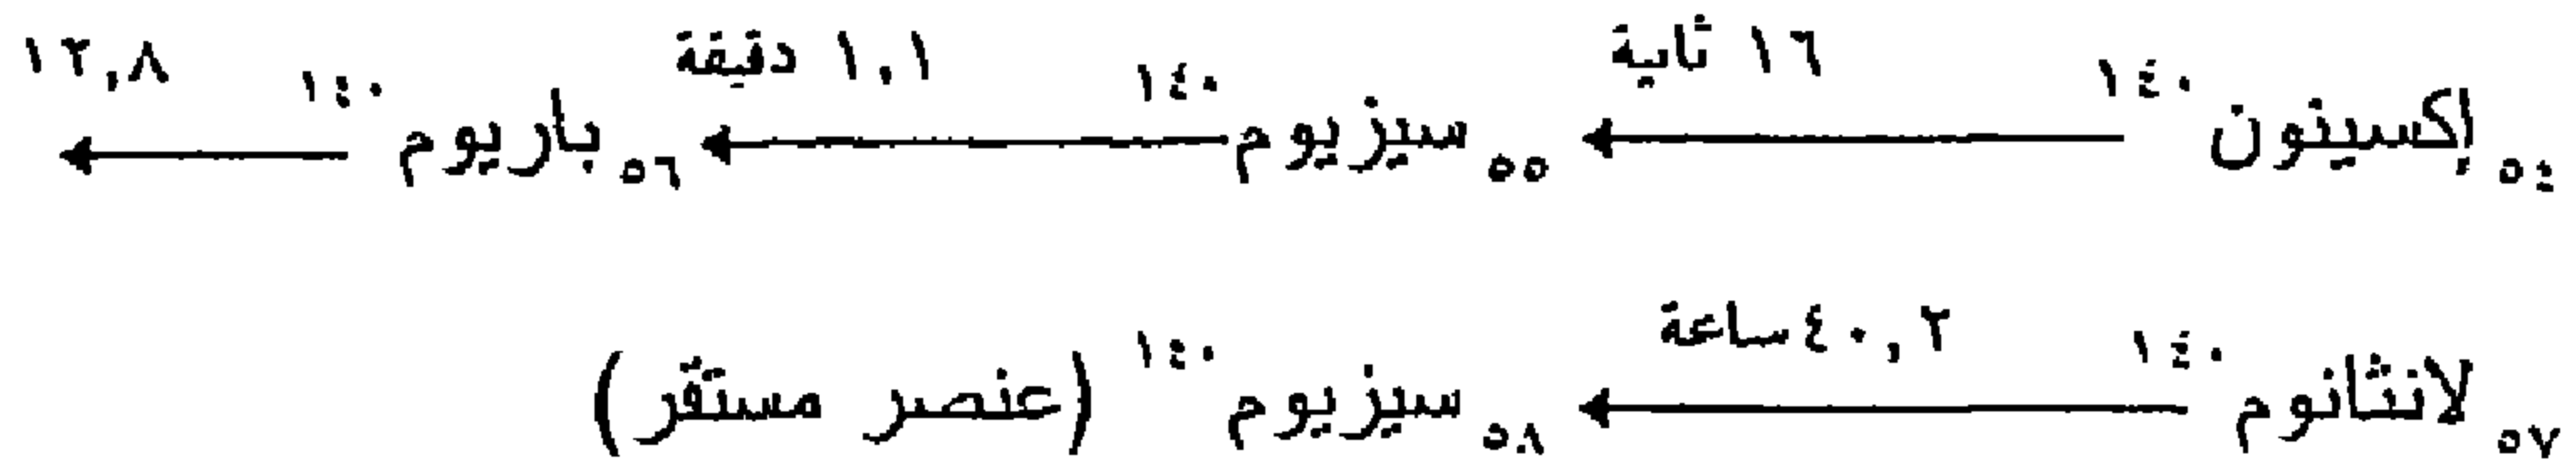 ٥٤ إكسينون ١٤٠ ١٦ ثانية ٥٥ سيزيوم ١٤٠ ١,١ دقيقة ٥٦ باريوم ١٤٠ ١٢,٨
٥٧ لانثانوم ١٤٠ ٤٠,٢ ساعة ٥٨ سيزيوم ١٤٠ (عنصر مستقر)